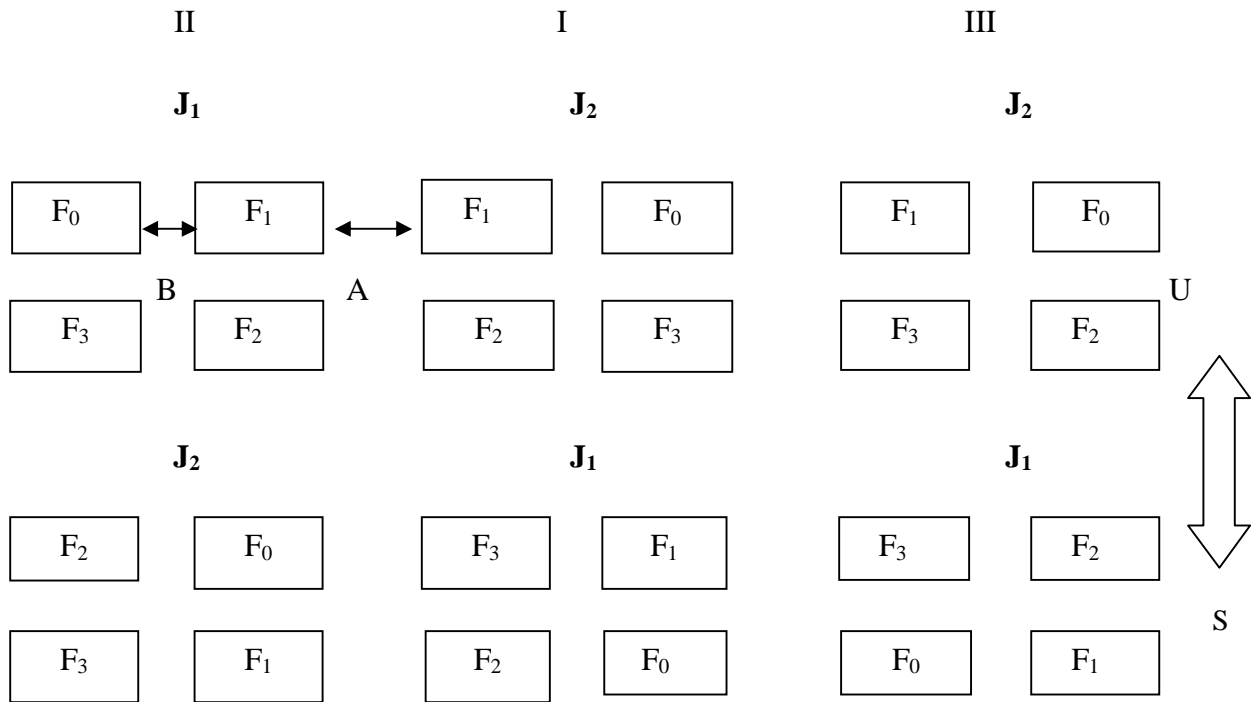 II I III
J₁ J₂ J₂
F₀ F₁ F₁ F₀ F₁ F₀
B A U
F₃ F₂ F₂ F₃ F₃ F₂
J₂ J₁ J₁
F₂ F₀ F₃ F₁ F₃ F₂
S
F₃ F₁ F₂ F₀ F₀ F₁